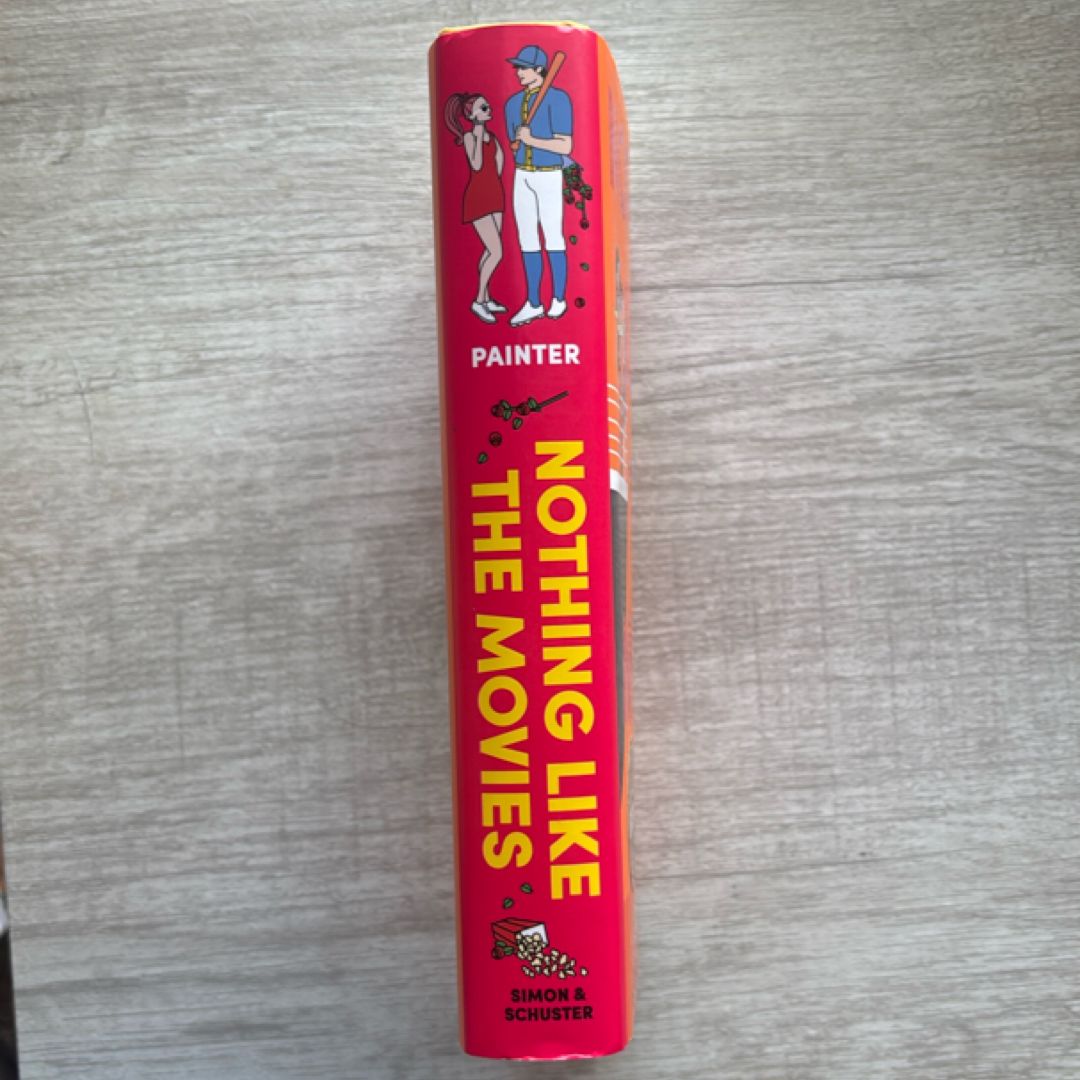 PAINTER
NOTHING LIKE
THE MOVIES
SIMON &
SCHUSTER